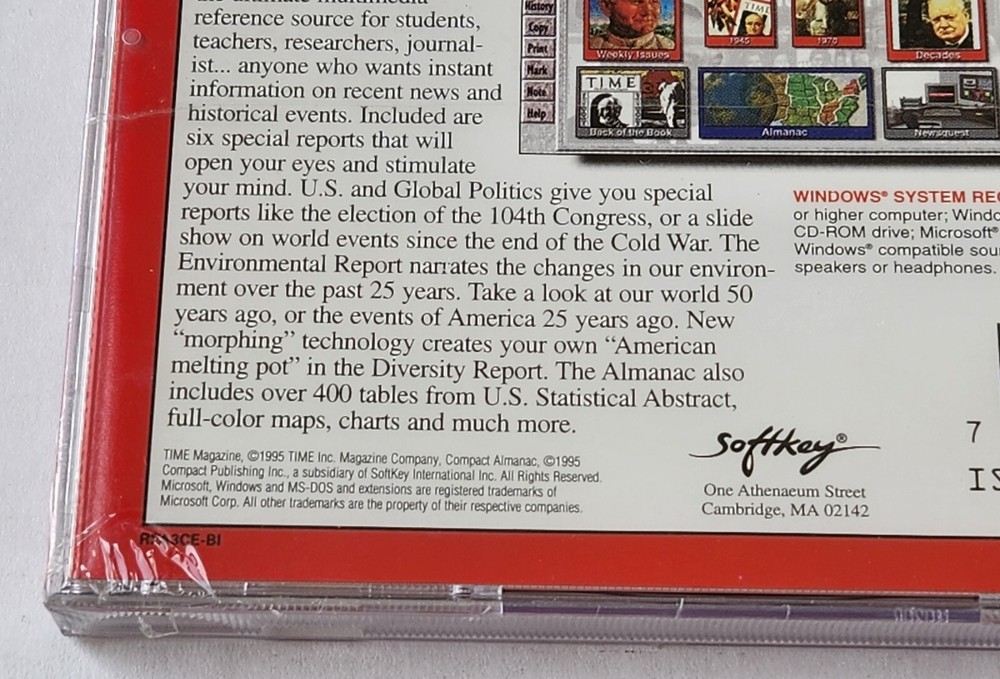 reference source for students,
teachers, researchers, journal-
ist... anyone who wants instant
information on recent news and
historical events. Included are
six special reports that will
open your eyes and stimulate
your mind. U.S. and Global Politics give you special
reports like the election of the 104th Congress, or a slide
show on world events since the end of the Cold War. The
Environmental Report narrates the changes in our environ-
ment over the past 25 years. Take a look at our world 50
years ago, or the events of America 25 years ago. New
“morphing” technology creates your own “American
melting pot” in the Diversity Report. The Almanac also
includes over 400 tables from U.S. Statistical Abstract,
full-color maps, charts and much more.
TIME Magazine, ©1995 TIME Inc. Magazine Company, Compact Almanac, ©1995
Compact Publishing Inc., a subsidiary of SoftKey International Inc. All Rights Reserved.
Microsoft, Windows and MS-DOS and extensions are registered trademarks of
Microsoft Corp. All other trademarks are the property of their respective companies.
History
Copy
Print
Mark
Note
Help
Weekly Issues
1945
1970
Decades
TIME
TIME
Back of the Book
Almanac
Newsquest
WINDOWS® SYSTEM
or higher computer;
CD-ROM drive; Microsoft®
Windows® compatible
speakers or headphones.
softkey®
One Athenaeum Street
Cambridge, MA 02142
7